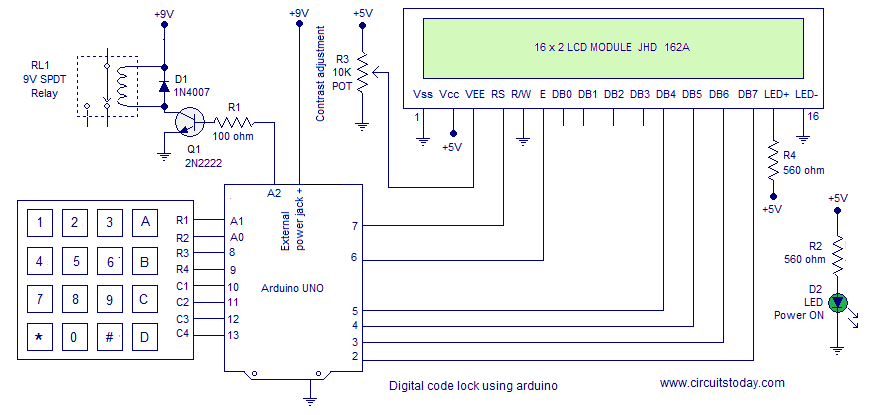 +9V
+9V
+5V
RL1
9V SPDT
Relay
D1
1N4007
R1
100 ohm
Q1
2N2222
Contrast adjustment
R3
10K
POT
16 x 2 LCD MODULE JHD 162A
Vss Vcc VEE RS R/W E DB0 DB1 DB2 DB3 DB4 DB5 DB6 DB7 LED+ LED-
1
16
+5V
R4
560 ohm
+5V
A2
External
power jack +
1 2 3 A
4 5 6 B
7 8 9 C
* 0 # D
R1
R2
R3
R4
C1
C2
C3
C4
A1
A0
8
9
10
11
12
13
Arduino UNO
7
6
5
4
3
2
+5V
R2
560 ohm
D2
LED
Power ON
Digital code lock using arduino
www.circuitstoday.com